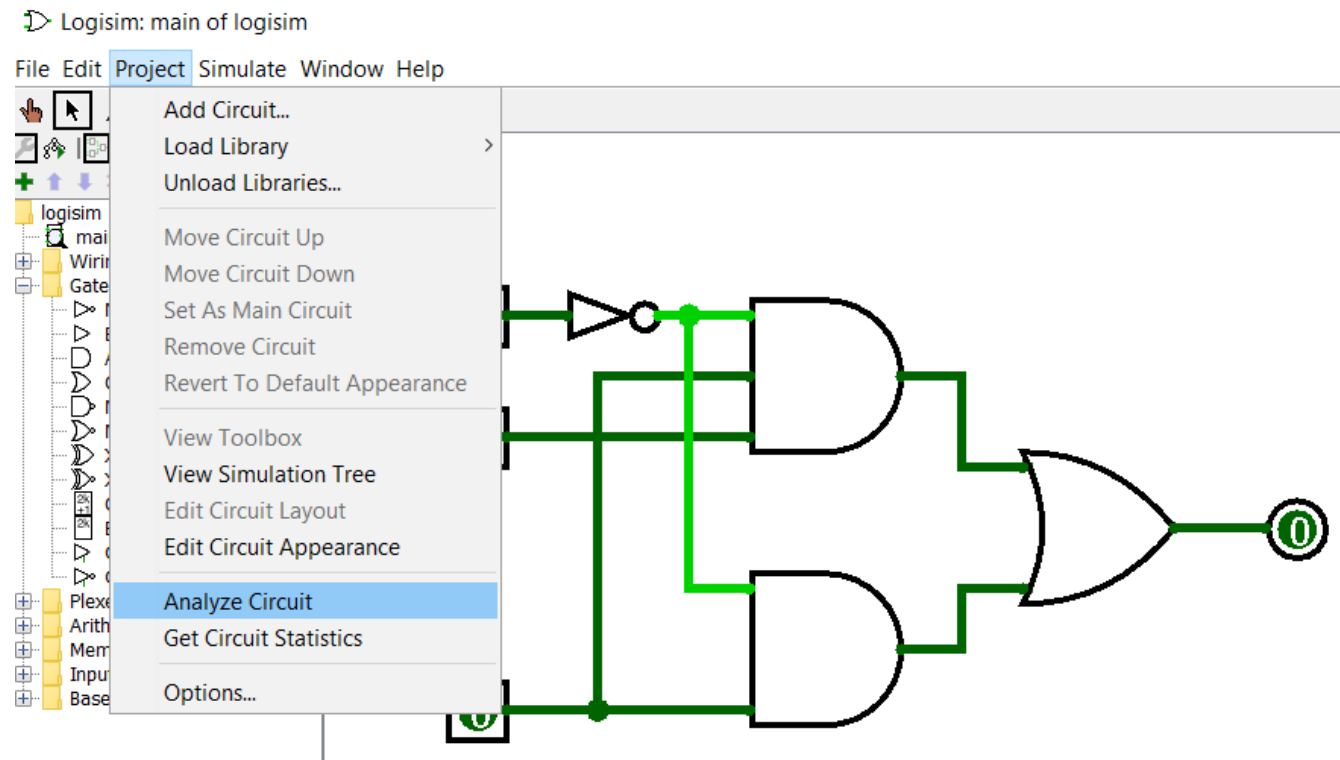 Logisim: main of logisim
File Edit Project Simulate Window Help
Add Circuit...
Load Library
Unload Libraries...
logisim
Move Circuit Up
Move Circuit Down
Set As Main Circuit
Remove Circuit
Revert To Default Appearance
View Toolbox
View Simulation Tree
Edit Circuit Layout
Edit Circuit Appearance
0
Analyze Circuit
Get Circuit Statistics
Options...
0